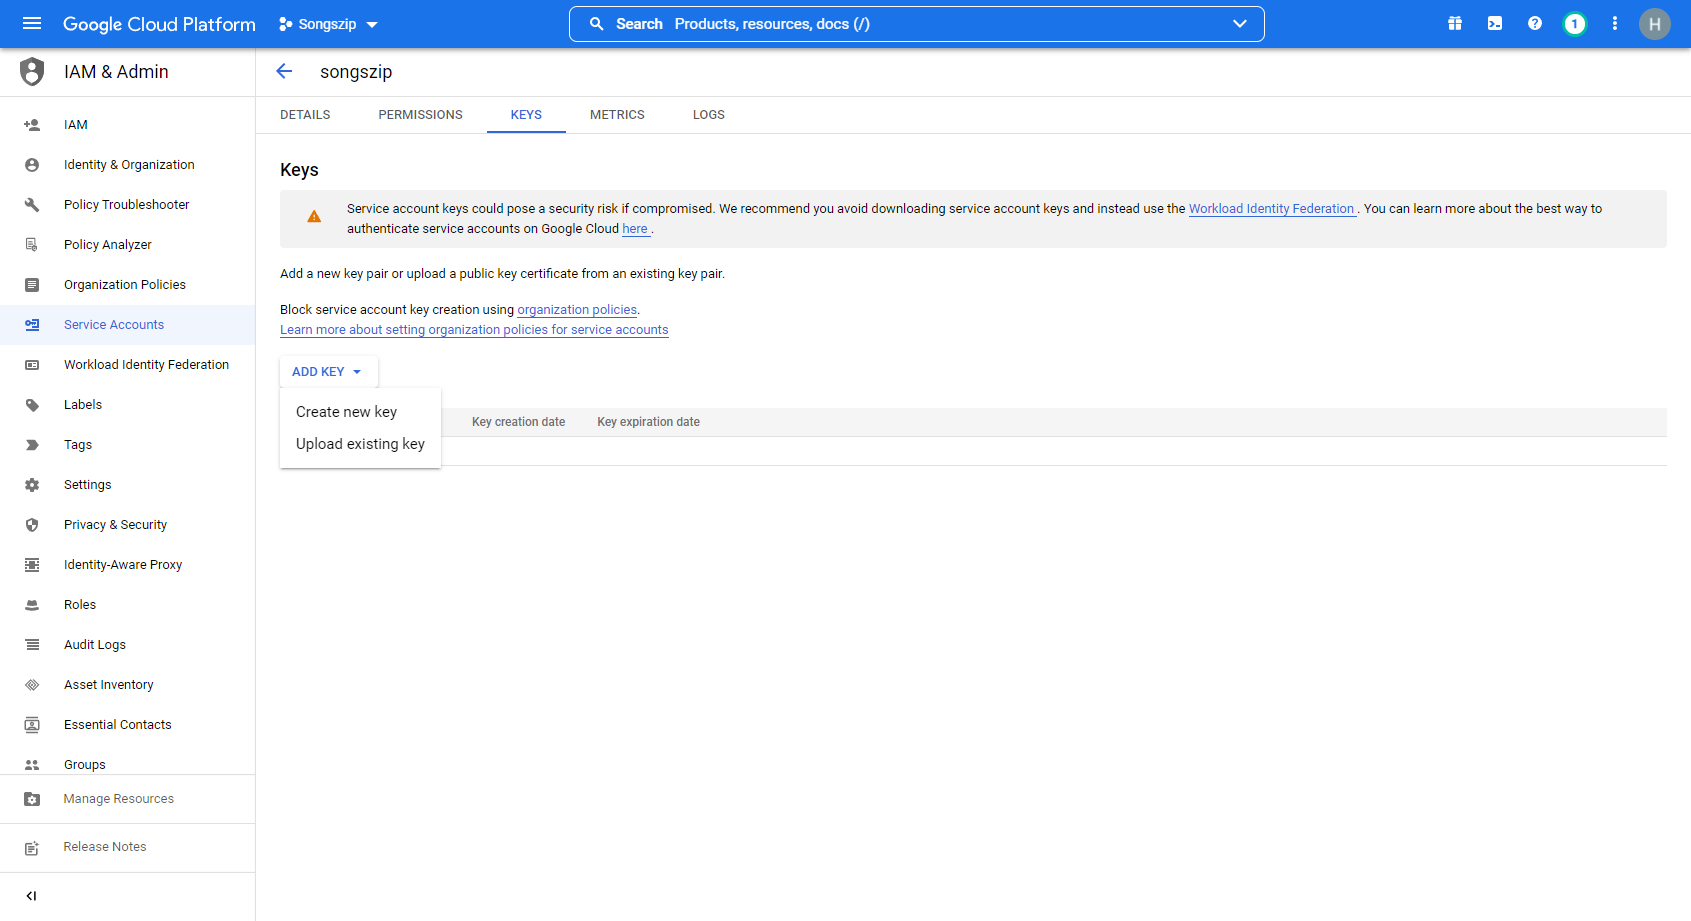 Google Cloud Platform
Songszip
Search Products, resources, docs (/)
1
H
IAM & Admin
songszip
IAM
Identity & Organization
Policy Troubleshooter
Policy Analyzer
Organization Policies
Service Accounts
Workload Identity Federation
Labels
Tags
Settings
Privacy & Security
Identity-Aware Proxy
Roles
Audit Logs
Asset Inventory
Essential Contacts
Groups
Manage Resources
Release Notes
DETAILS PERMISSIONS KEYS METRICS LOGS
Keys
Service account keys could pose a security risk if compromised. We recommend you avoid downloading service account keys and instead use the Workload Identity Federation . You can learn more about the best way to
authenticate service accounts on Google Cloud here .
Add a new key pair or upload a public key certificate from an existing key pair.
Block service account key creation using organization policies.
Learn more about setting organization policies for service accounts
ADD KEY
Create new key
Upload existing key
Key creation date Key expiration date